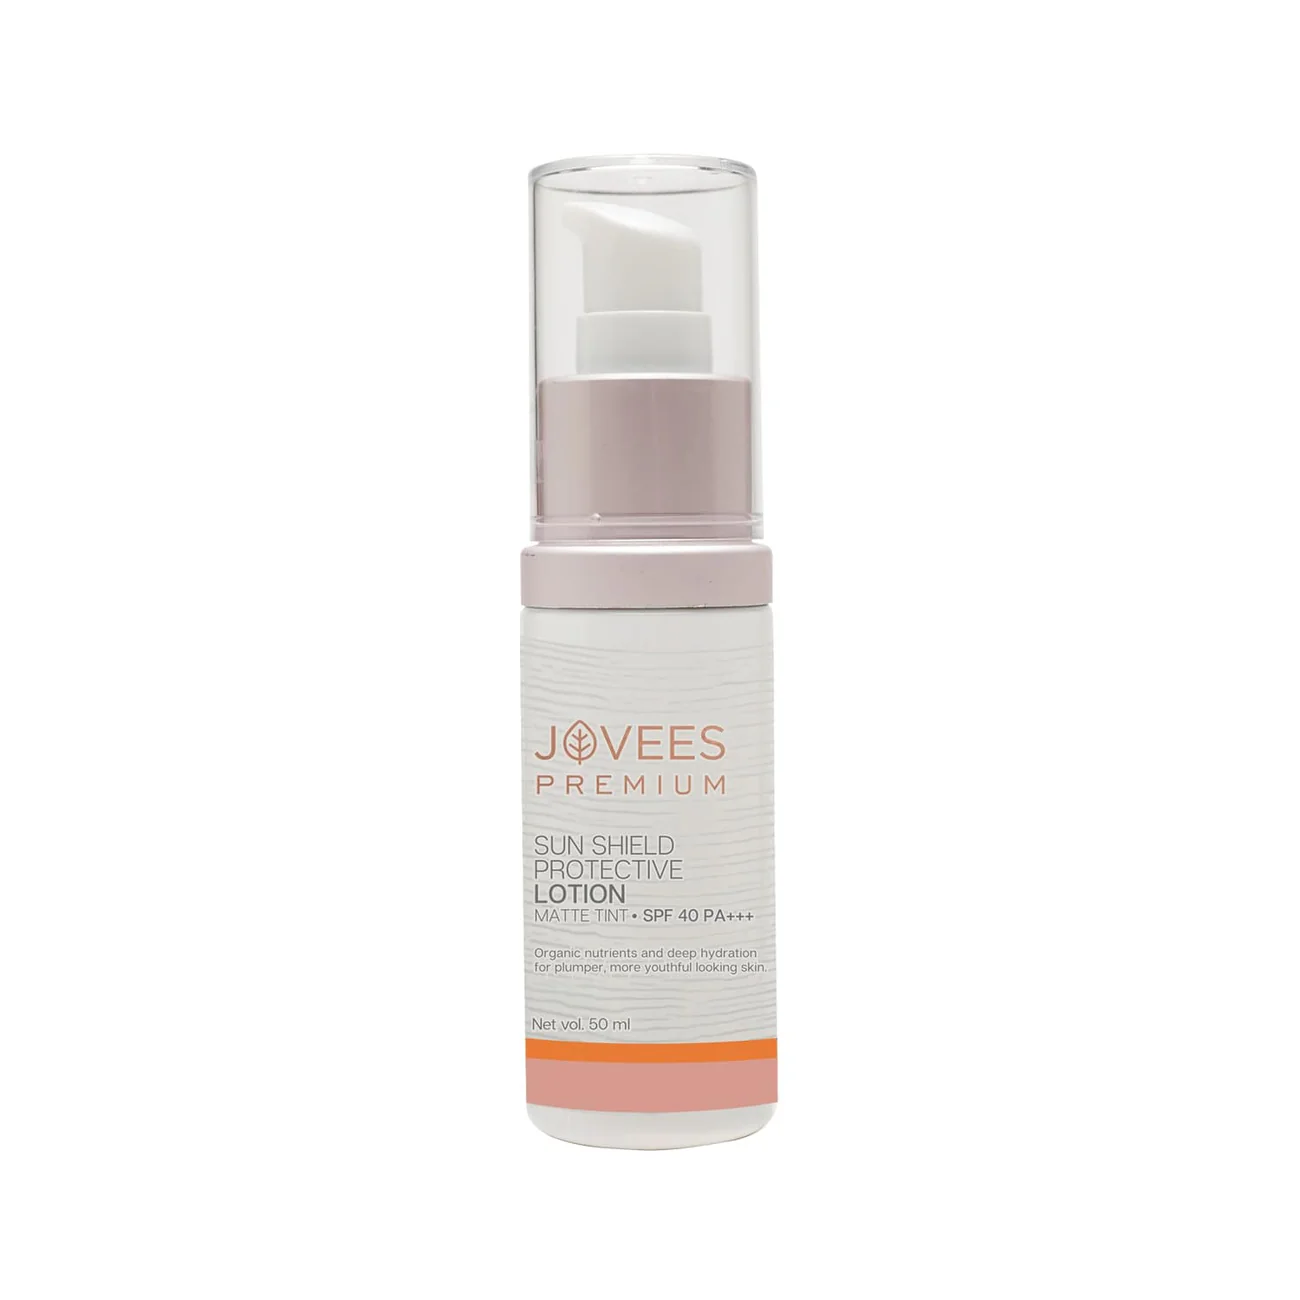 JOVEES
PREMIUM
SUN SHIELD
PROTECTIVE
LOTION
MATTE TINT • SPF 40 PA+++
Organic nutrients and deep hydration
for plumper, more youthful looking skin.
Net vol. 50 ml